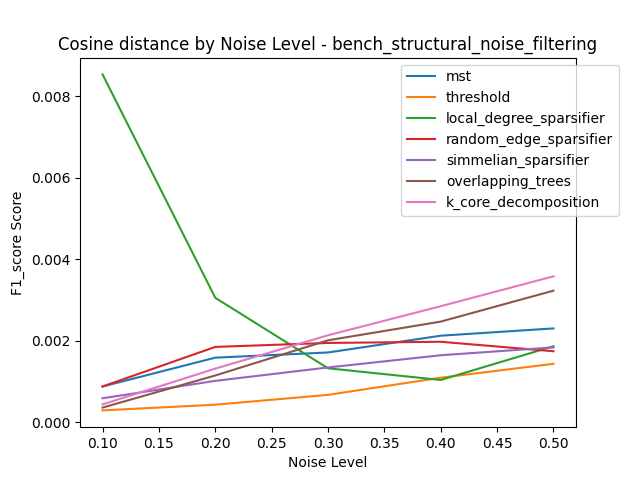 Cosine distance by Noise Level - bench_structural_noise_filtering
mst
threshold
local_degree_sparsifier
random_edge_sparsifier
simmelian_sparsifier
overlapping_trees
k_core_decomposition
F1_score Score
0.008
0.006
0.004
0.002
0.000
0.10 0.15 0.20 0.25 0.30 0.35 0.40 0.45 0.50
Noise Level